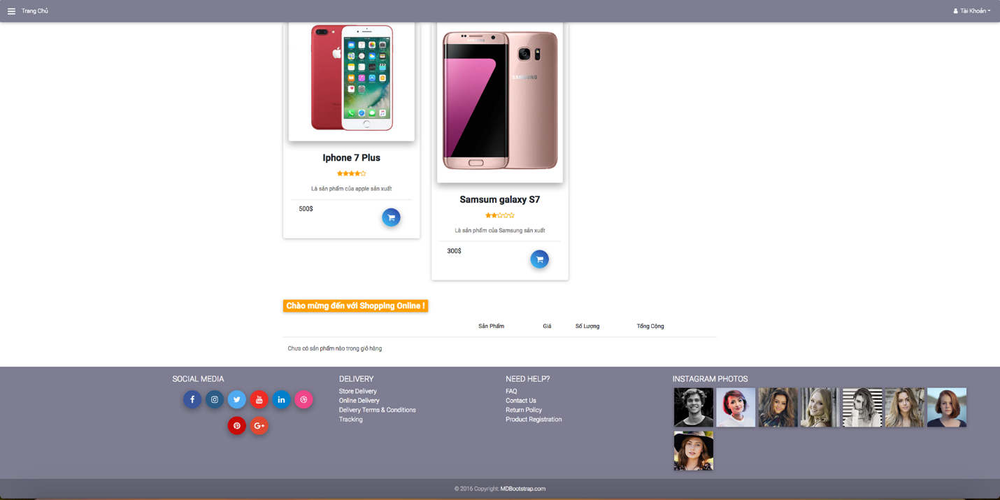 Trang Chủ
Tài Khoản
SAMSUNG
Iphone 7 Plus
Là sản phẩm của apple sản xuất
500$
Samsum galaxy S7
Là sản phẩm của Samsung sản xuất
300$
Chào mừng đến với Shopping Online !
Sản Phẩm Giá Số Lượng Tổng Cộng
Chưa có sản phẩm nào trong giỏ hàng
SOCIAL MEDIA
DELIVERY
Store Delivery
Online Delivery
Delivery Terms & Conditions
Tracking
NEED HELP?
FAQ
Contact Us
Return Policy
Product Registration
INSTAGRAM PHOTOS
© 2016 Copyright: MDBootstrap.com